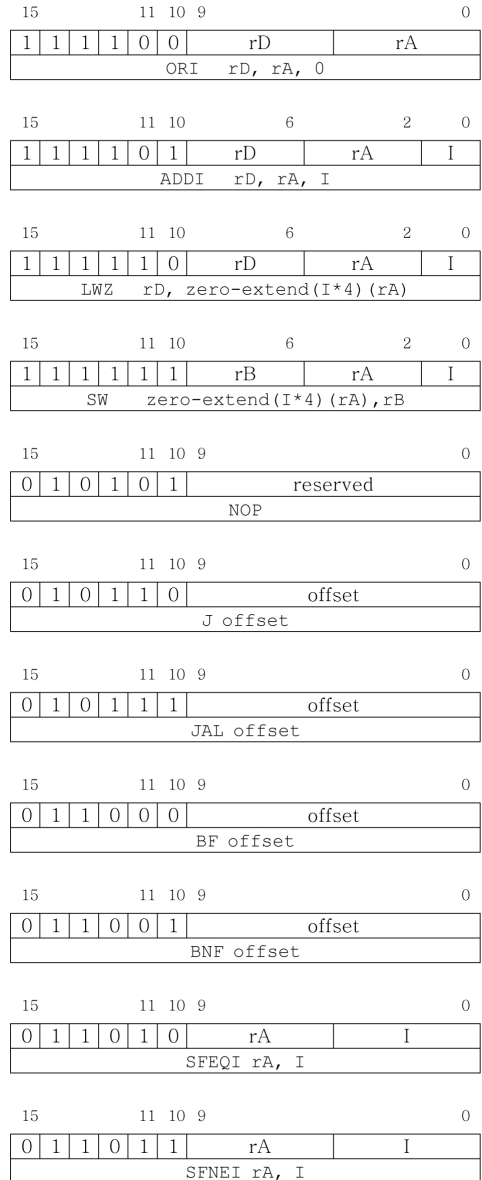 15 11 10 9 0
1 1 1 1 0 0 rD rA
ORI rD, rA, 0
15 11 10 6 2 0
1 1 1 1 0 1 rD rA I
ADDI rD, rA, I
15 11 10 6 2 0
1 1 1 1 1 0 rD rA I
LWZ rD, zero-extend(I*4)(rA)
15 11 10 6 2 0
1 1 1 1 1 1 rB rA I
SW zero-extend(I*4)(rA),rB
15 11 10 9 0
0 1 0 1 0 1 reserved
NOP
15 11 10 9 0
0 1 0 1 1 0 offset
J offset
15 11 10 9 0
0 1 0 1 1 1 offset
JAL offset
15 11 10 9 0
0 1 1 0 0 0 offset
BF offset
15 11 10 9 0
0 1 1 0 0 1 offset
BNF offset
15 11 10 9 0
0 1 1 0 1 0 rA I
SFEQI rA, I
15 11 10 9 0
0 1 1 0 1 1 rA I
SFNEI rA, I